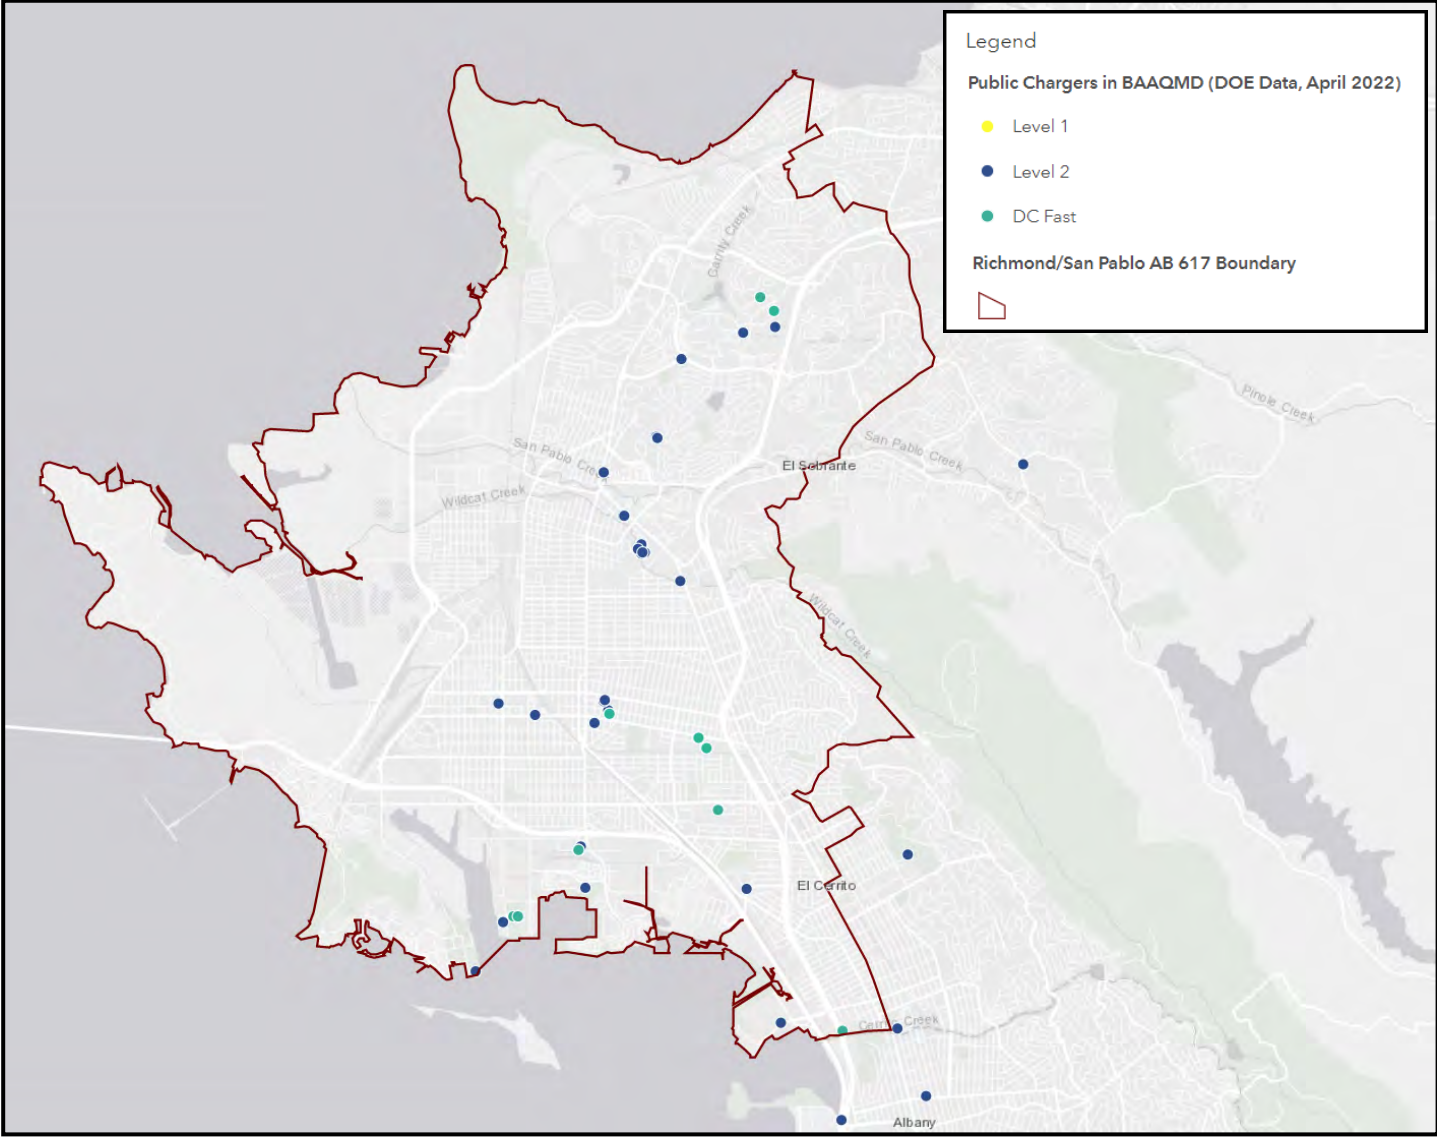 Legend
Public Chargers in BAAQMD (DOE Data, April 2022)
Level 1
Level 2
DC Fast
Richmond/San Pablo AB 617 Boundary
Garrity Creek
Pinole Creek
San Pablo Creek
San Pablo Creek
El Sobrante
Wildcat Creek
Wildcat Creek
El Cerrito
Cerrito Creek
Albany